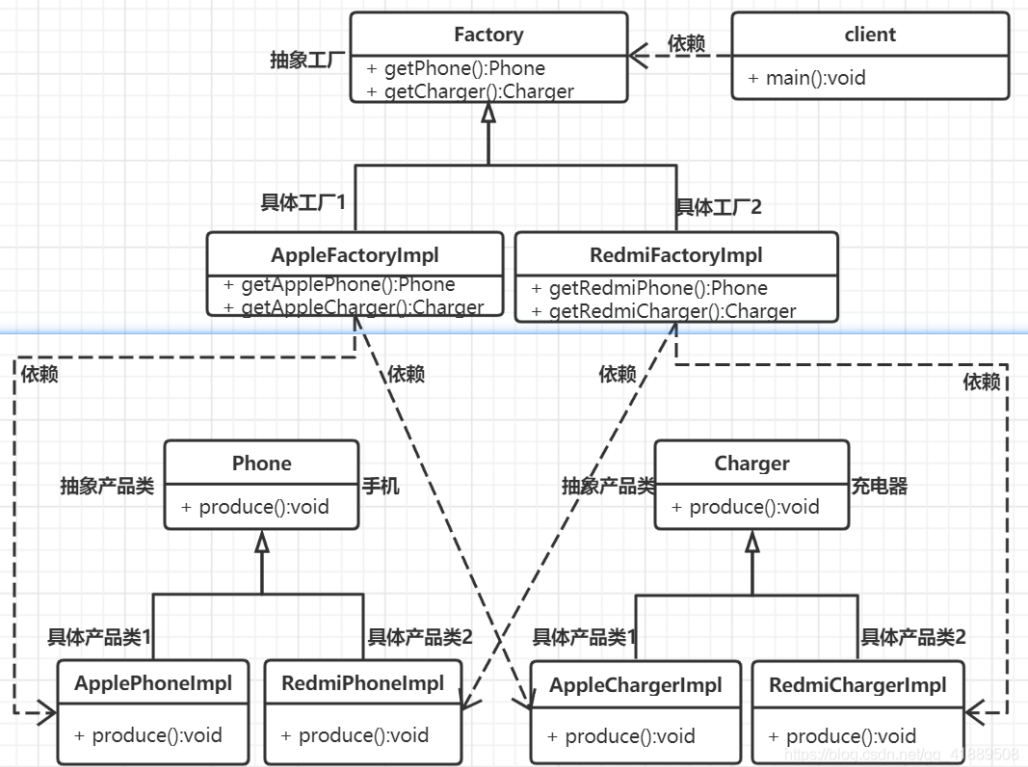 Factory
+ getPhone():Phone
+ getCharger():Charger
抽象工厂
依赖
client
+ main():void
具体工厂1
具体工厂2
AppleFactoryImpl
+ getApplePhone():Phone
+ getAppleCharger():Charger
RedmiFactoryImpl
+ getRedmiPhone():Phone
+ getRedmiCharger():Charger
依赖
依赖
依赖
依赖
抽象产品类
Phone
+ produce():void
手机
抽象产品类
Charger
+ produce():void
充电器
具体产品类1
具体产品类2
具体产品类1
具体产品类2
ApplePhoneImpl
+ produce():void
RedmiPhoneImpl
+ produce():void
AppleChargerImpl
+ produce():void
RedmiChargerImpl
+ produce():void